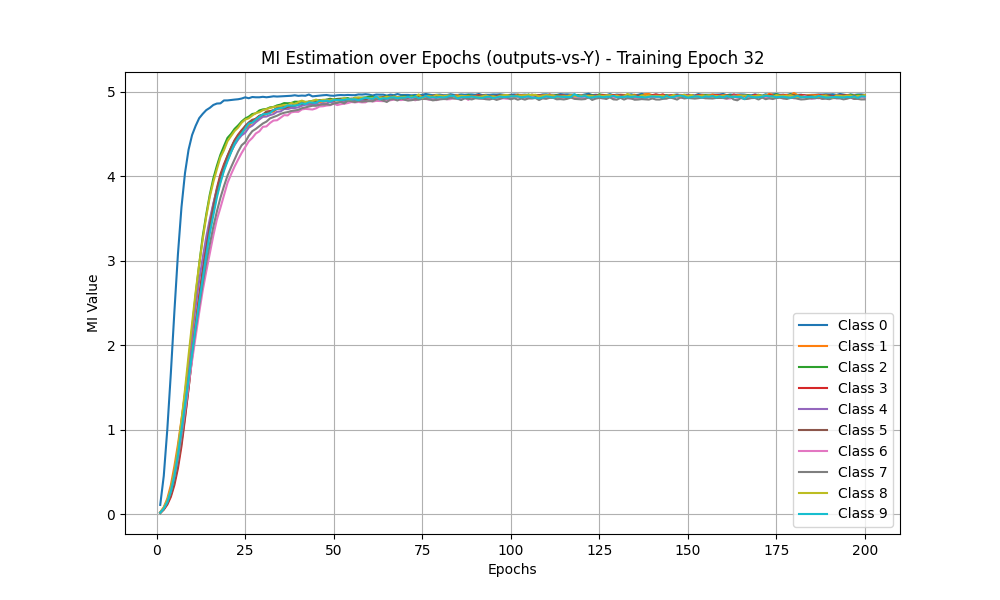 MI Estimation over Epochs (outputs-vs-Y) - Training Epoch 32
MI Value
5
4
3
2
1
0
0 25 50 75 100 125 150 175 200
Epochs
Class 0
Class 1
Class 2
Class 3
Class 4
Class 5
Class 6
Class 7
Class 8
Class 9